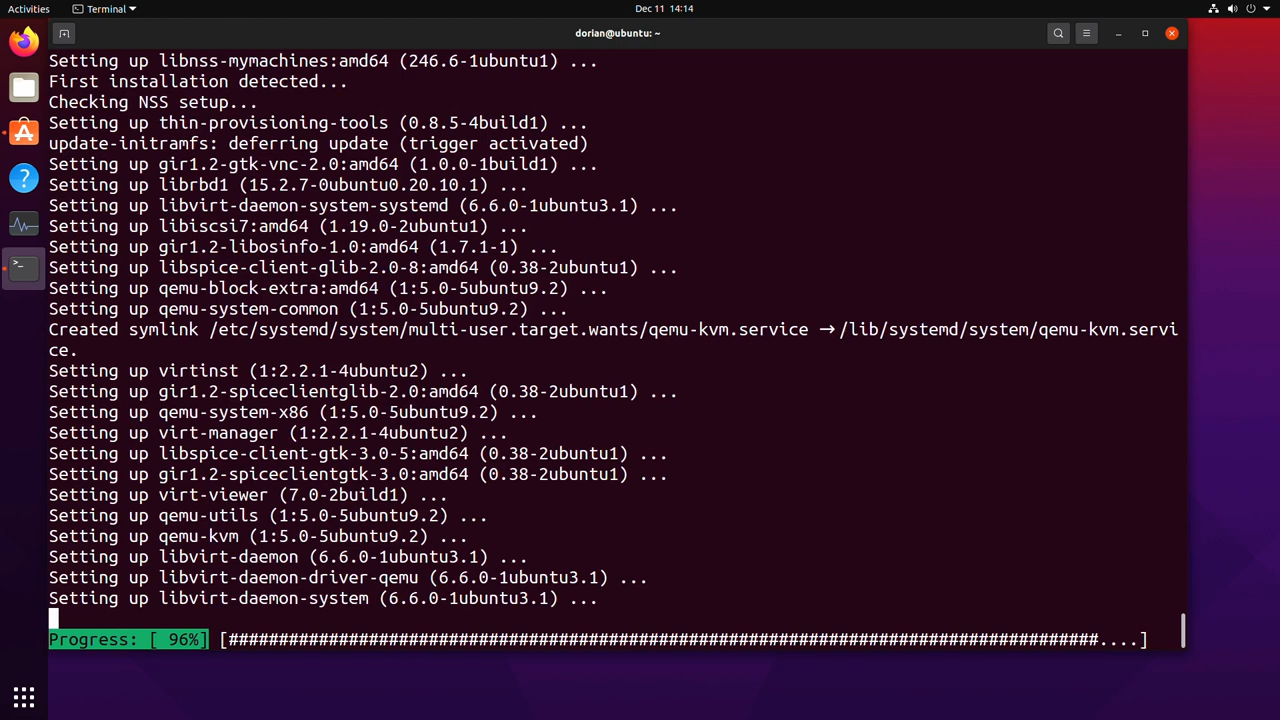 Activities
Terminal
Dec 11 14:14
dorian@ubuntu: ~
Setting up libnss-mymachines:amd64 (246.6-1ubuntu1) ...
First installation detected...
Checking NSS setup...
Setting up thin-provisioning-tools (0.8.5-4build1) ...
update-initramfs: deferring update (trigger activated)
Setting up gir1.2-gtk-vnc-2.0:amd64 (1.0.0-1build1) ...
Setting up librbd1 (15.2.7-0ubuntu0.20.10.1) ...
Setting up libvirt-daemon-system-systemd (6.6.0-1ubuntu3.1) ...
Setting up libiscsi7:amd64 (1.19.0-2ubuntu1) ...
Setting up gir1.2-libosinfo-1.0:amd64 (1.7.1-1) ...
Setting up libspice-client-glib-2.0-8:amd64 (0.38-2ubuntu1) ...
Setting up qemu-block-extra:amd64 (1:5.0-5ubuntu9.2) ...
Setting up qemu-system-common (1:5.0-5ubuntu9.2) ...
Created symlink /etc/systemd/system/multi-user.target.wants/qemu-kvm.service → /lib/systemd/system/qemu-kvm.servi
ce.
Setting up virtinst (1:2.2.1-4ubuntu2) ...
Setting up gir1.2-spiceclientglib-2.0:amd64 (0.38-2ubuntu1) ...
Setting up qemu-system-x86 (1:5.0-5ubuntu9.2) ...
Setting up virt-manager (1:2.2.1-4ubuntu2) ...
Setting up libspice-client-gtk-3.0-5:amd64 (0.38-2ubuntu1) ...
Setting up gir1.2-spiceclientgtk-3.0:amd64 (0.38-2ubuntu1) ...
Setting up virt-viewer (7.0-2build1) ...
Setting up qemu-utils (1:5.0-5ubuntu9.2) ...
Setting up qemu-kvm (1:5.0-5ubuntu9.2) ...
Setting up libvirt-daemon (6.6.0-1ubuntu3.1) ...
Setting up libvirt-daemon-driver-qemu (6.6.0-1ubuntu3.1) ...
Setting up libvirt-daemon-system (6.6.0-1ubuntu3.1) ...
Progress: [ 96%] [#######################################################################################....]